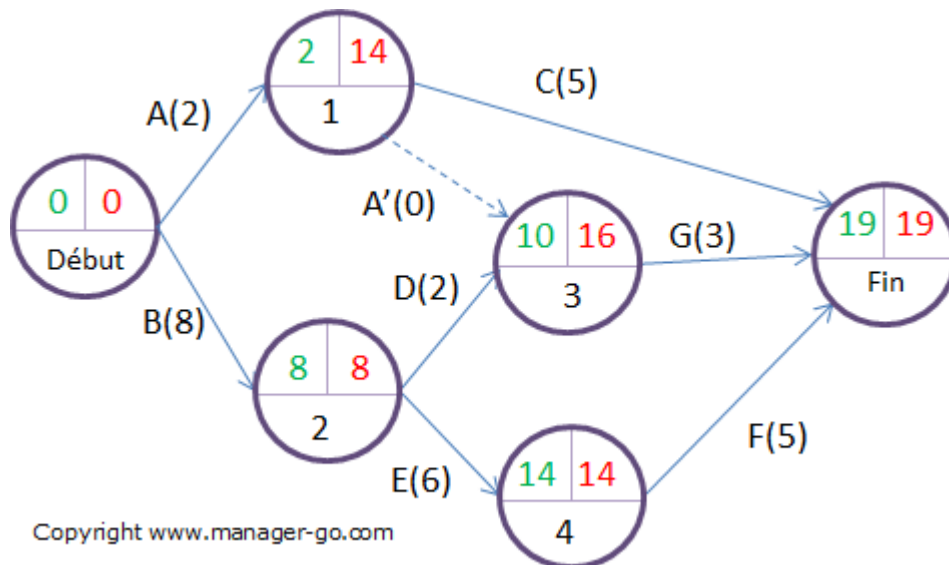 2 14
1
A(2)
C(5)
A’(0)
0 0
Début
10 16
3
G(3)
19 19
Fin
D(2)
B(8)
8 8
2
E(6)
14 14
4
F(5)
Copyright www.manager-go.com